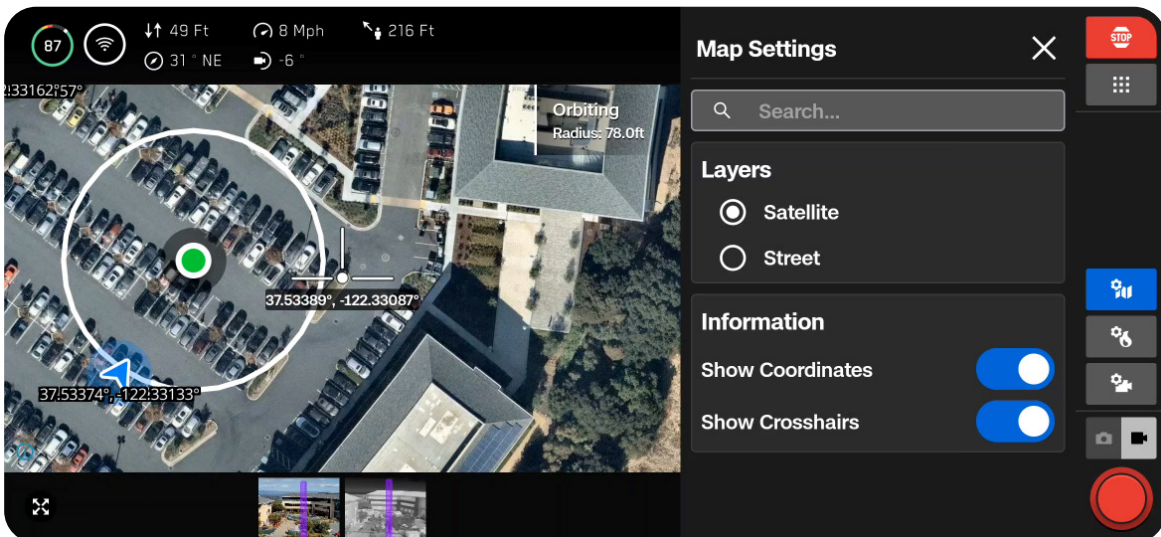 87
49 Ft
8 Mph
216 Ft
31 ° NE
-6 °
Map Settings
STOP
Search...
Orbiting
Radius: 78.0ft
Layers
Satellite
Street
37.53389°, -122.33087°
Information
Show Coordinates
37.53374°, -122.33133°
Show Crosshairs